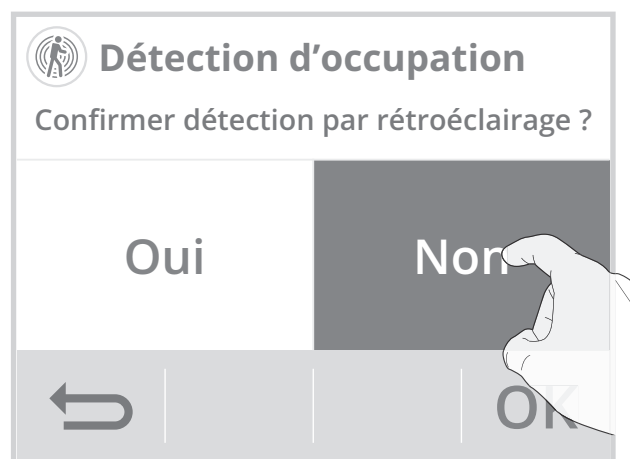 Détection d’occupation
Confirmer détection par rétroéclairage ?
Oui
Non
OK